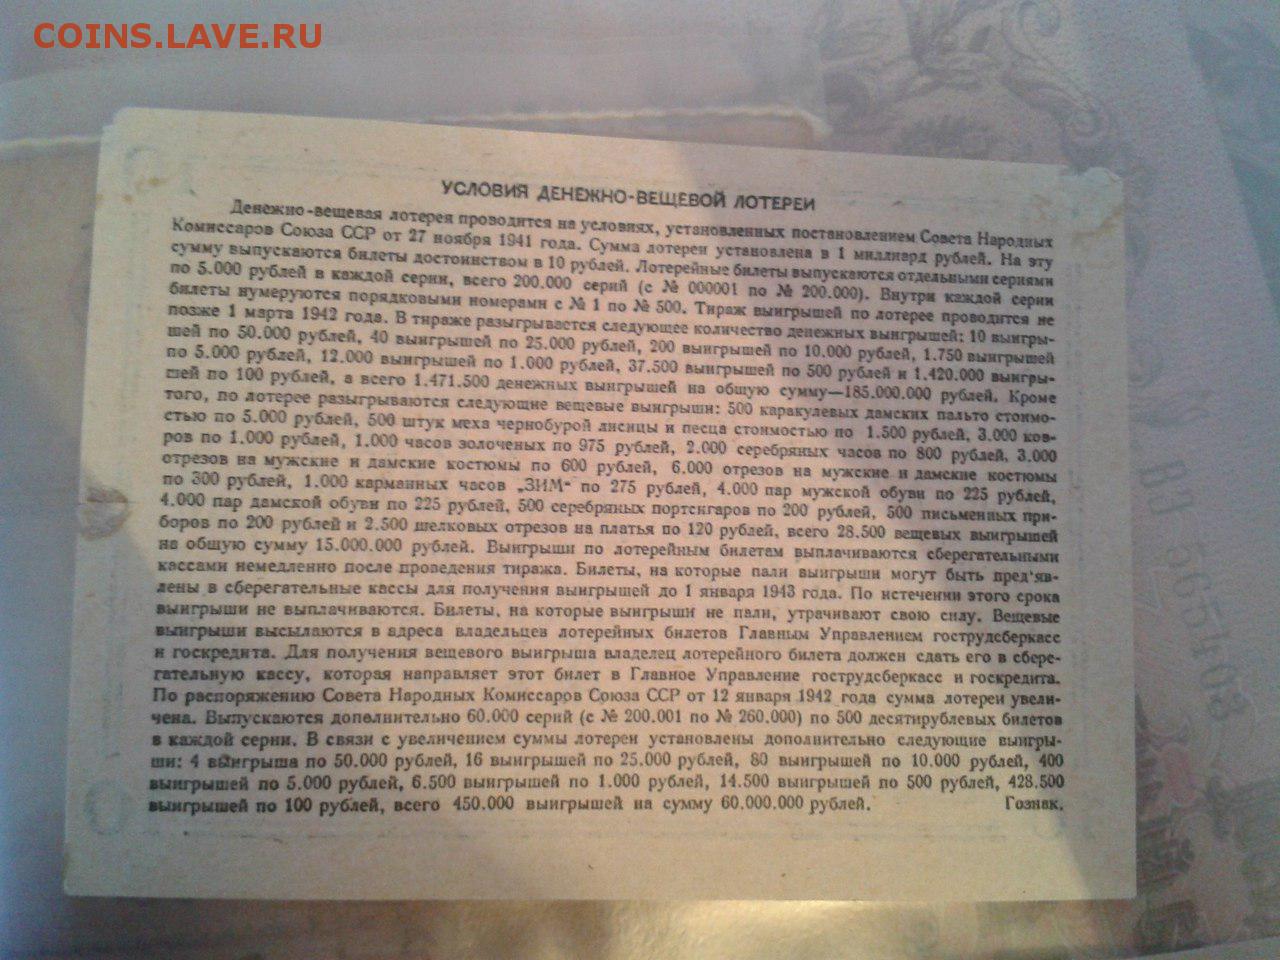 COINS.LAVE.RU
УСЛОВИЯ ДЕНЕЖНО-ВЕЩЕВОЙ ЛОТЕРЕИ
Денежно-вещевая лотерея проводится на условиях, установленных постановлением Совета Народных
Комиссаров Союза ССР от 27 ноября 1941 года. Сумма лотереи установлена в 1 миллиард рублей. На эту
сумму выпускаются билеты достоинством в 10 рублей. Лотерейные билеты выпускаются отдельными сериями
по 5.000 рублей в каждой серии, всего 200.000 серий (с № 000001 по № 200.000). Внутри каждой серии
билеты нумеруются порядковыми номерами с № 1 по № 500. Тираж выигрышей по лотерее проводится не
позже 1 марта 1942 года. В тираже разыгрывается следующее количество денежных выигрышей: 10 выигры-
шей по 50.000 рублей, 40 выигрышей по 25.000 рублей, 200 выигрышей по 10.000 рублей, 1.750 выигрышей
по 5.000 рублей, 12.000 выигрышей по 1.000 рублей, 37.500 выигрышей по 500 рублей и 1.420.000 выигры-
шей по 100 рублей, а всего 1.471.500 денежных выигрышей на общую сумму—185.000.000 рублей. Кроме
того, по лотерее разыгрываются следующие вещевые выигрыши: 500 каракулевых дамских пальто стоимо-
стью по 5.000 рублей, 500 штук меха чернобурой лисицы и песца стоимостью по 1.500 рублей, 3.000 ков-
ров по 1.000 рублей, 1.000 часов золоченых по 975 рублей, 2.000 серебряных часов по 800 рублей, 3.000
отрезов на мужские и дамские костюмы по 600 рублей, 6.000 отрезов на мужские и дамские костюмы
по 300 рублей, 1.000 карманных часов „ЗИМ“ по 275 рублей, 4.000 пар мужской обуви по 225 рублей,
4.000 пар дамской обуви по 225 рублей, 500 серебряных портсигаров по 200 рублей, 500 письменных при-
боров по 200 рублей и 2.500 шелковых отрезов на платья по 120 рублей, всего 28.500 вещевых выигрышей
на общую сумму 15.000.000 рублей. Выигрыши по лотерейным билетам выплачиваются сберегательными
кассами немедленно после проведения тиража. Билеты, на которые пали выигрыши могут быть пред'яв-
лены в сберегательные кассы для получения выигрышей до 1 января 1943 года. По истечении этого срока
выигрыши не выплачиваются. Билеты, на которые выигрыши не пали, утрачивают свою силу. Вещевые
выигрыши высылаются в адреса владельцев лотерейных билетов Главным Управлением гострудсберкасс
и госкредита. Для получения вещевого выигрыша владелец лотерейного билета должен сдать его в сбере-
гательную кассу, которая направляет этот билет в Главное Управление гострудсберкасс и госкредита.
По распоряжению Совета Народных Комиссаров Союза ССР от 12 января 1942 года сумма лотереи увели-
чена. Выпускаются дополнительно 60.000 серий (с № 200.001 по № 260.000) по 500 десятирублевых билетов
в каждой серии. В связи с увеличением суммы лотереи установлены дополнительно следующие выигры-
ши: 4 выигрыша по 50.000 рублей, 16 выигрышей по 25.000 рублей, 80 выигрышей по 10.000 рублей, 400
выигрышей по 5.000 рублей, 6.500 выигрышей по 1.000 рублей, 14.500 выигрышей по 500 рублей, 428.500
выигрышей по 100 рублей, всего 450.000 выигрышей на сумму 60.000.000 рублей. Гознак.